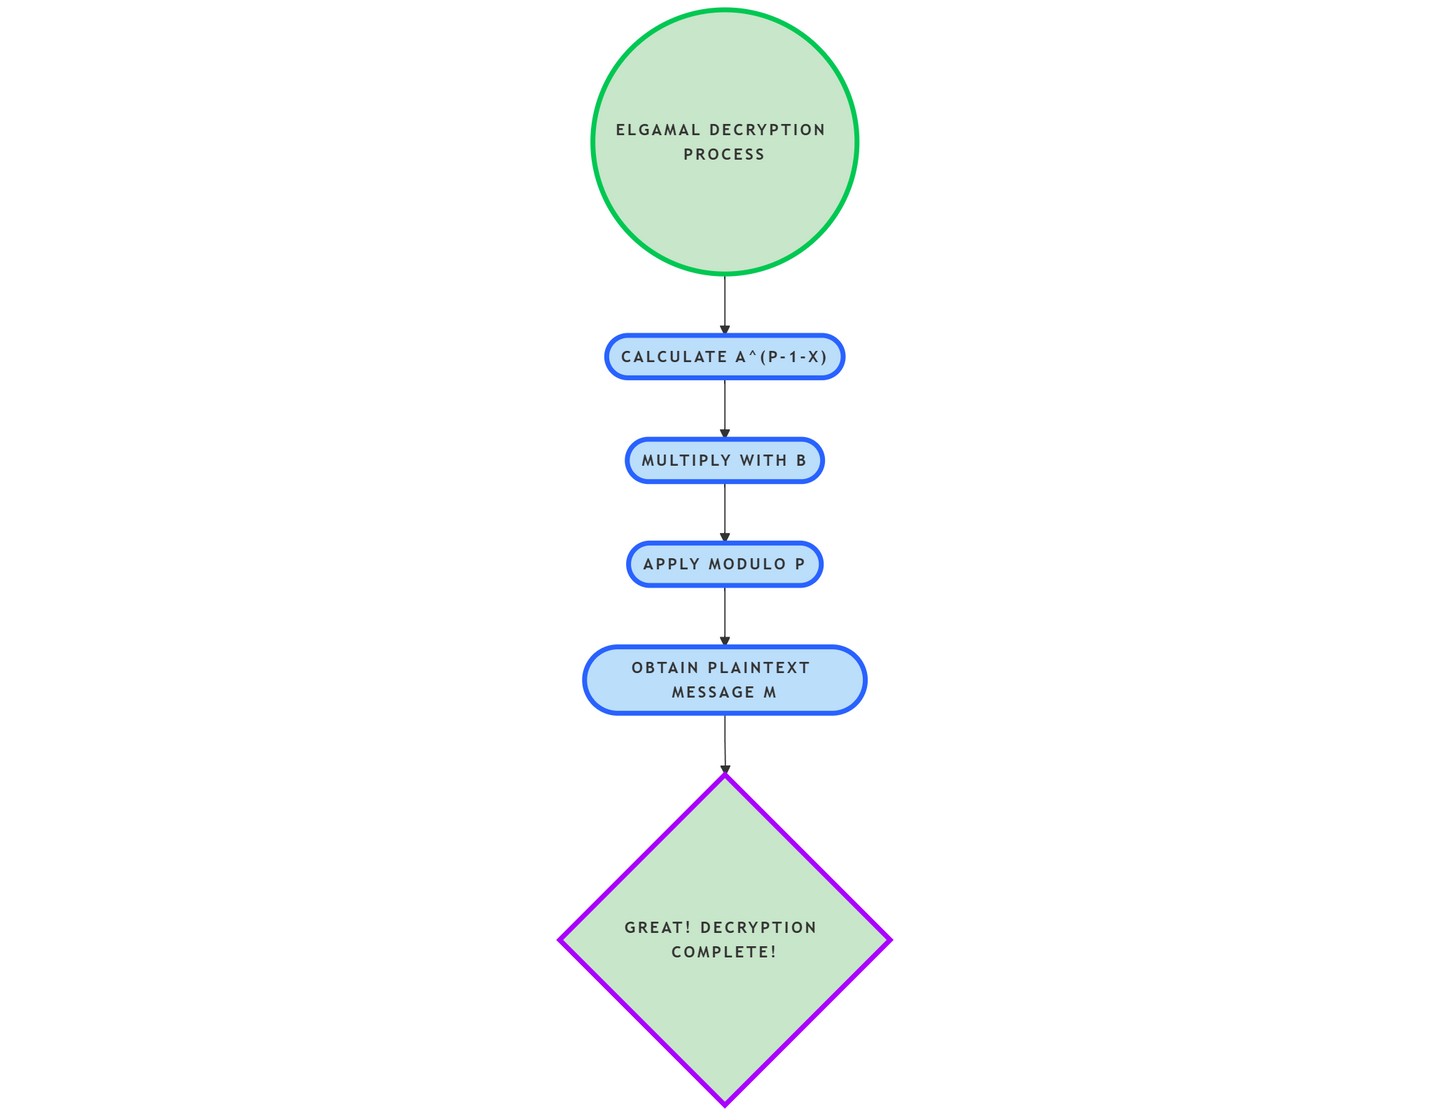 ELGAMAL DECRYPTION
PROCESS
CALCULATE A^(P-1-X)
MULTIPLY WITH B
APPLY MODULO P
OBTAIN PLAINTEXT
MESSAGE M
GREAT! DECRYPTION
COMPLETE!